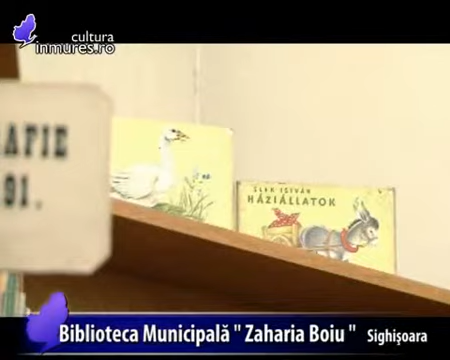 cultura
inmures.ro
AFIE
91.
ELEK ISTVÁN
HÁZIÁLLATOK
Biblioteca Municipală " Zaharia Boiu " Sighişoara